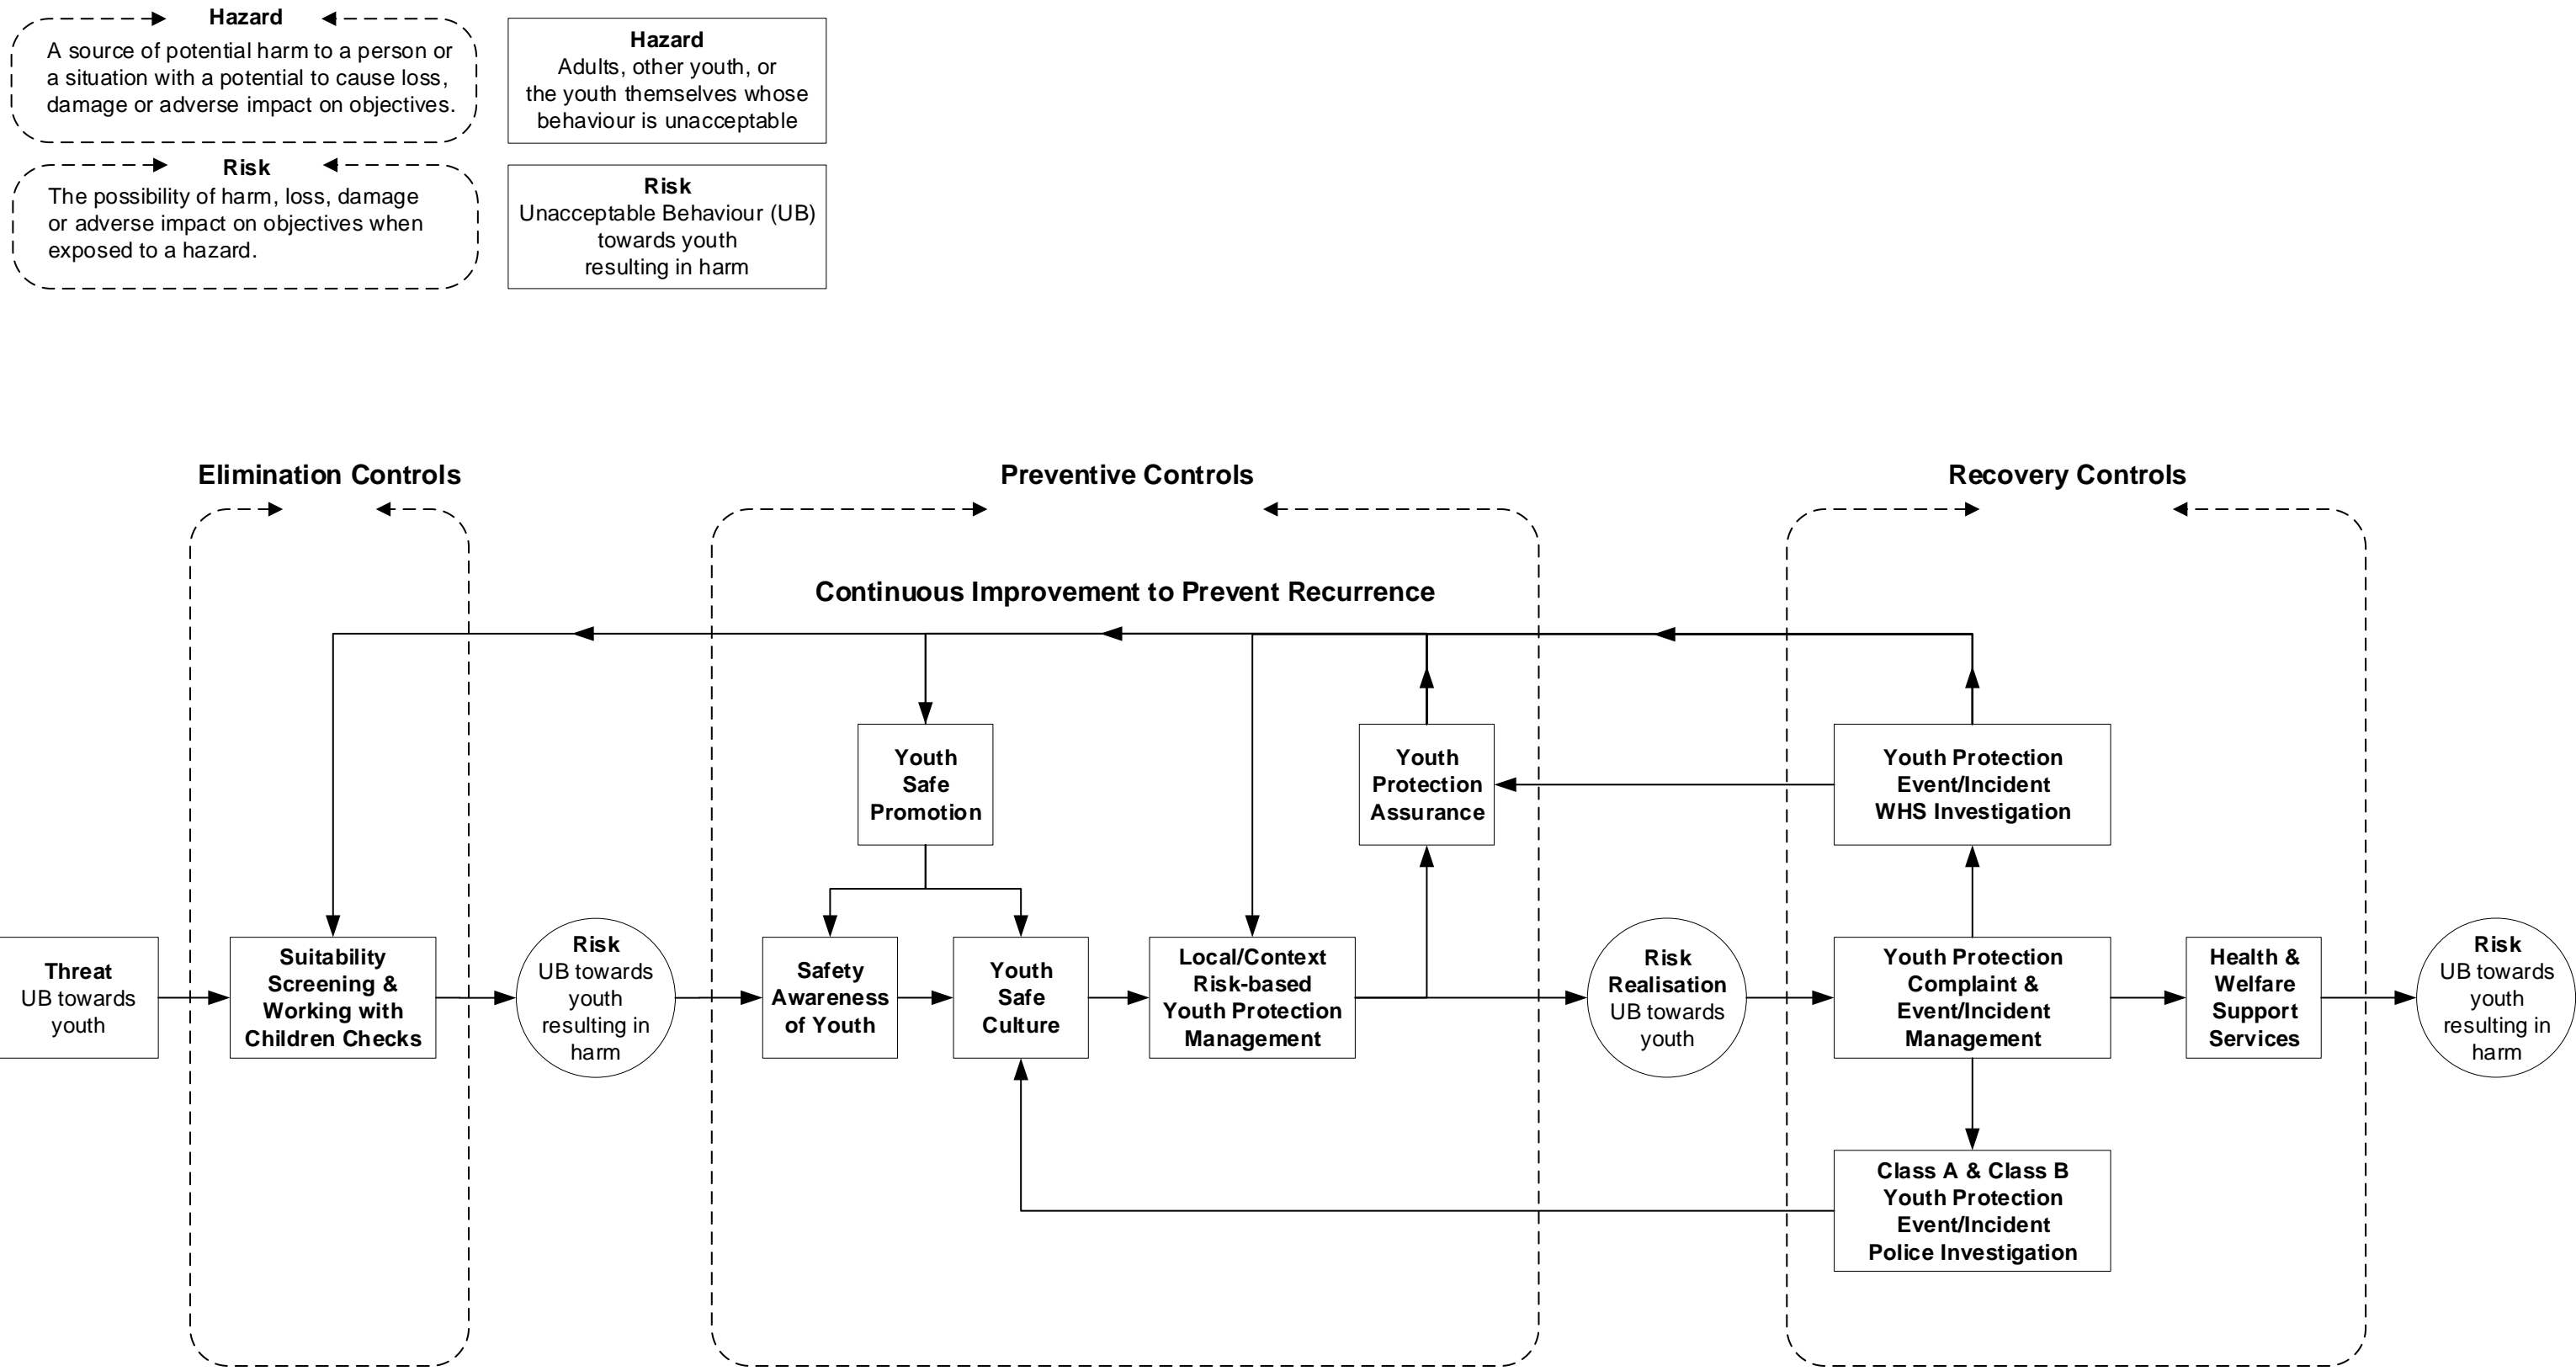 Hazard
A source of potential harm to a person or
a situation with a potential to cause loss,
damage or adverse impact on objectives.
Hazard
Adults, other youth, or
the youth themselves whose
behaviour is unacceptable
Risk
The possibility of harm, loss, damage
or adverse impact on objectives when
exposed to a hazard.
Risk
Unacceptable Behaviour (UB)
towards youth
resulting in harm
Elimination Controls
Preventive Controls
Recovery Controls
Continuous Improvement to Prevent Recurrence
Youth
Safe
Promotion
Youth
Protection
Assurance
Youth Protection
Event/Incident
WHS Investigation
Threat
UB towards
youth
Suitability
Screening &
Working with
Children Checks
Risk
UB towards
youth
resulting in
harm
Safety
Awareness
of Youth
Youth
Safe
Culture
Local/Context
Risk-based
Youth Protection
Management
Risk
Realisation
UB towards
youth
Youth Protection
Complaint &
Event/Incident
Management
Health &
Welfare
Support
Services
Risk
UB towards
youth
resulting in
harm
Class A & Class B
Youth Protection
Event/Incident
Police Investigation